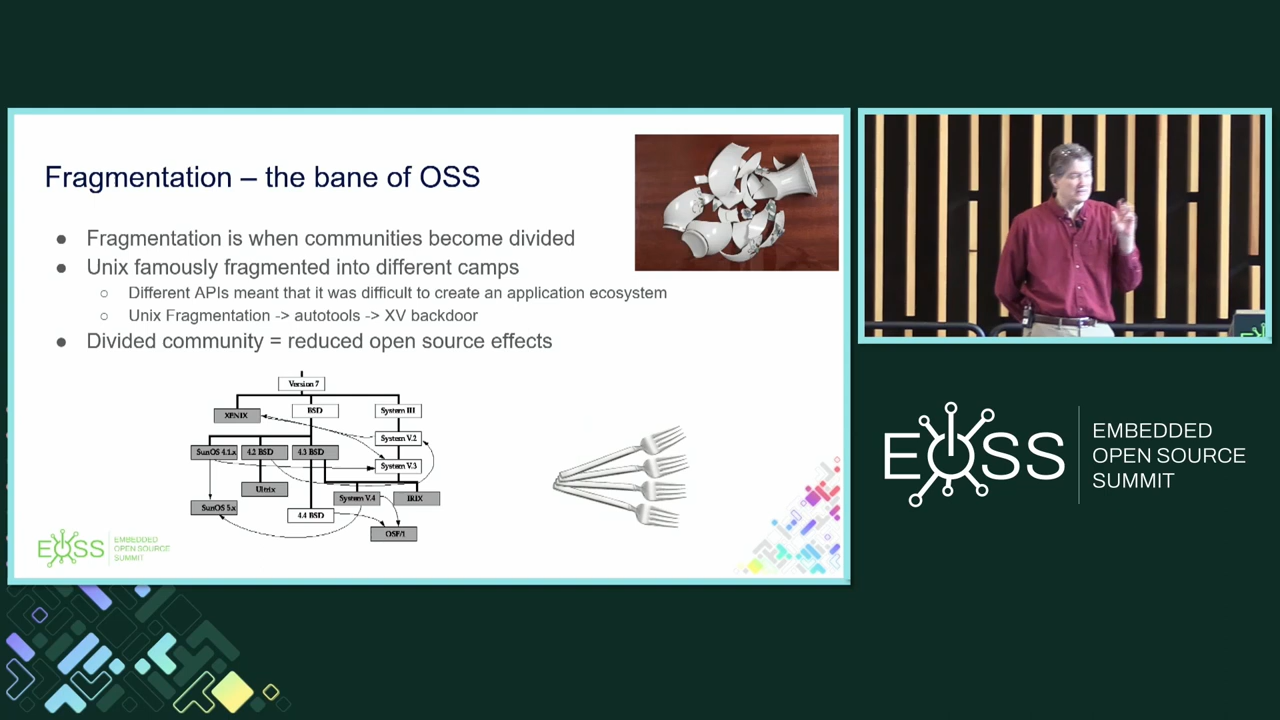 Fragmentation – the bane of OSS
● Fragmentation is when communities become divided
● Unix famously fragmented into different camps
○ Different APIs meant that it was difficult to create an application ecosystem
○ Unix Fragmentation -> autotools -> XV backdoor
● Divided community = reduced open source effects
Version 7
XENIX
BSD
System III
System V.2
SunOS 4.1.x
4.2 BSD
4.3 BSD
System V.3
Ultrix
System V.4
IRIX
SunOS 5.x
4.4 BSD
OSF/1
EOSS
EMBEDDED
OPEN SOURCE
SUMMIT
EOSS
EMBEDDED
OPEN SOURCE
SUMMIT